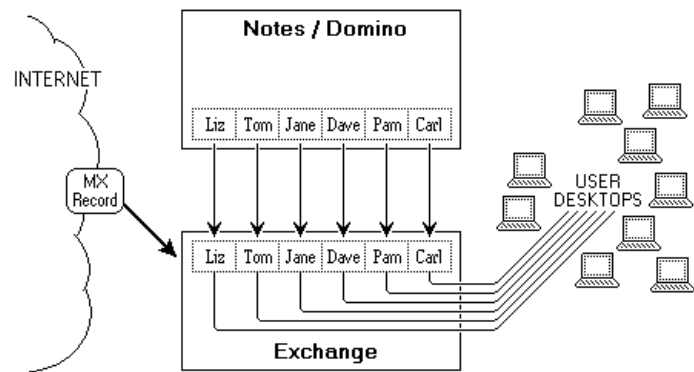 Notes / Domino
INTERNET
Liz Tom Jane Dave Pam Carl
MX
Record
USER
DESKTOPS
Liz Tom Jane Dave Pam Carl
Exchange